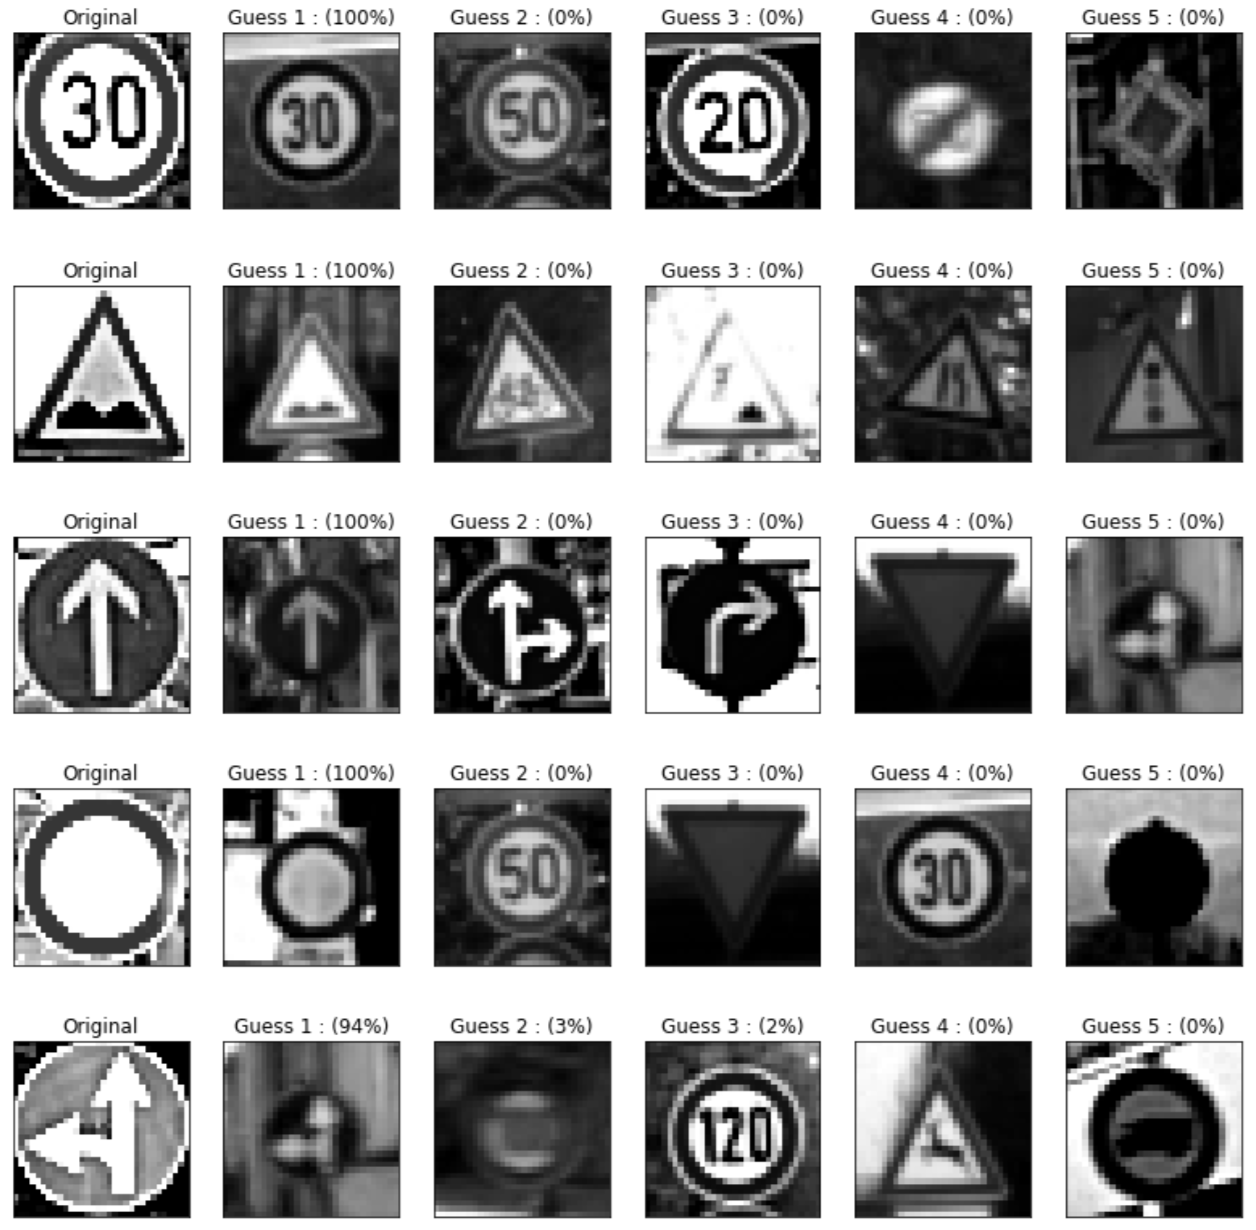 Original Guess 1 : (100%) Guess 2 : (0%) Guess 3 : (0%) Guess 4 : (0%) Guess 5 : (0%)
30 30 50 20
Original Guess 1 : (100%) Guess 2 : (0%) Guess 3 : (0%) Guess 4 : (0%) Guess 5 : (0%)
Original Guess 1 : (100%) Guess 2 : (0%) Guess 3 : (0%) Guess 4 : (0%) Guess 5 : (0%)
Original Guess 1 : (100%) Guess 2 : (0%) Guess 3 : (0%) Guess 4 : (0%) Guess 5 : (0%)
50 30
Original Guess 1 : (94%) Guess 2 : (3%) Guess 3 : (2%) Guess 4 : (0%) Guess 5 : (0%)
120